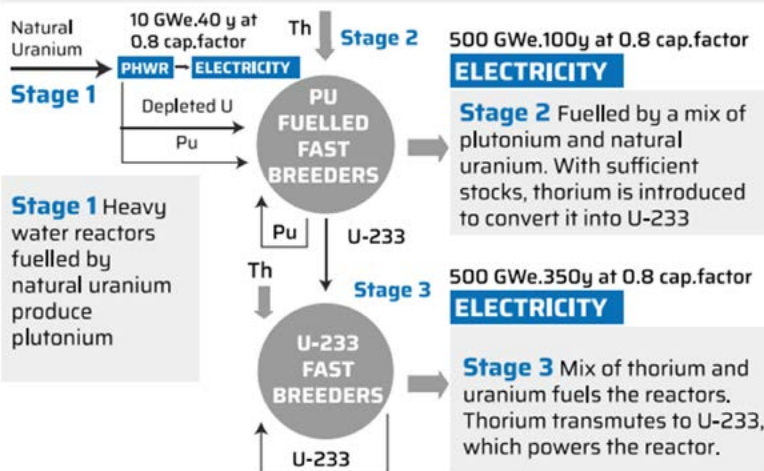 Natural
Uranium
10 GWe.40 y at
0.8 cap.factor
PHWR
ELECTRICITY
Stage 1
Depleted U
Pu
Th
Stage 2
PU
FUELLED
FAST
BREEDERS
500 GWe.100y at 0.8 cap.factor
ELECTRICITY
Stage 2 Fuelled by a mix of
plutonium and natural
uranium. With sufficient
stocks, thorium is introduced
to convert it into U-233
Stage 1 Heavy
water reactors
fuelled by
natural uranium
produce
plutonium
Pu
U-233
Th
Stage 3
U-233
FAST
BREEDERS
U-233
500 GWe.350y at 0.8 cap.factor
ELECTRICITY
Stage 3 Mix of thorium and
uranium fuels the reactors.
Thorium transmutes to U-233,
which powers the reactor.